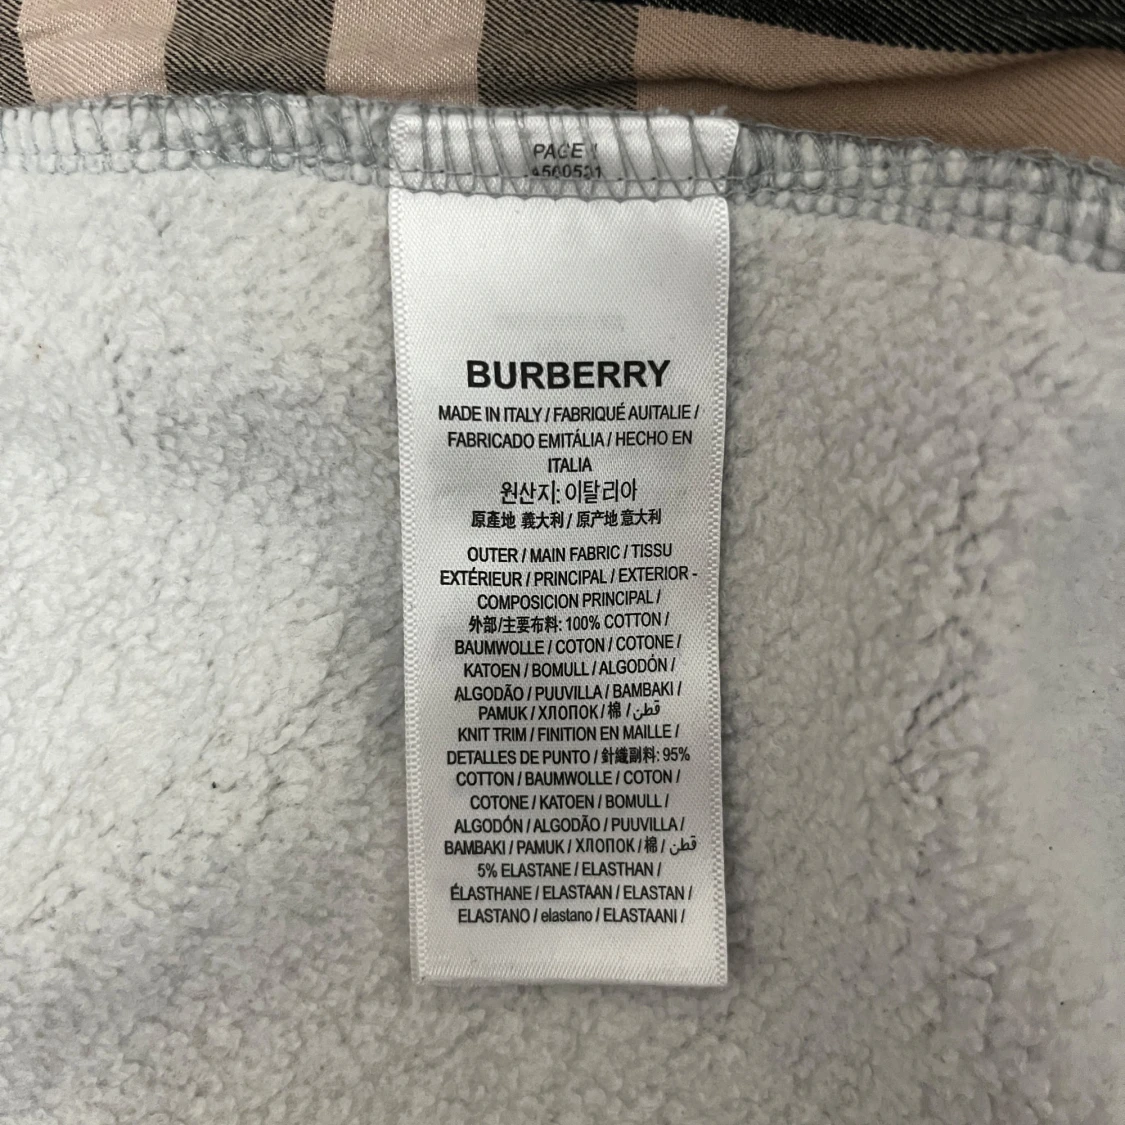 PAGE
BURBERRY
MADE IN ITALY / FABRIQUÉ AUITALIE /
FABRICADO EMITÁLIA / HECHO EN
ITALIA
원산지: 이탈리아
原產地 義大利 / 原产地 意大利
OUTER / MAIN FABRIC / TISSU
EXTÉRIEUR / PRINCIPAL / EXTERIOR -
COMPOSICION PRINCIPAL /
外部/主要布料: 100% COTTON /
BAUMWOLLE / COTON / COTONE /
KATOEN / BOMULL / ALGODÓN /
ALGODÃO / PUUVILLA / BAMBAKI /
PAMUK / ХЛОПОК / 棉 / قطن
KNIT TRIM / FINITION EN MAILLE /
DETALLES DE PUNTO / 針織副料: 95%
COTTON / BAUMWOLLE / COTON /
COTONE / KATOEN / BOMULL /
ALGODÓN / ALGODÃO / PUUVILLA /
BAMBAKI / PAMUK / ХЛОПОК / 棉 / قطن
5% ELASTANE / ELASTHAN /
ÉLASTHANE / ELASTAAN / ELASTAN /
ELASTANO / elastano / ELASTAANI /